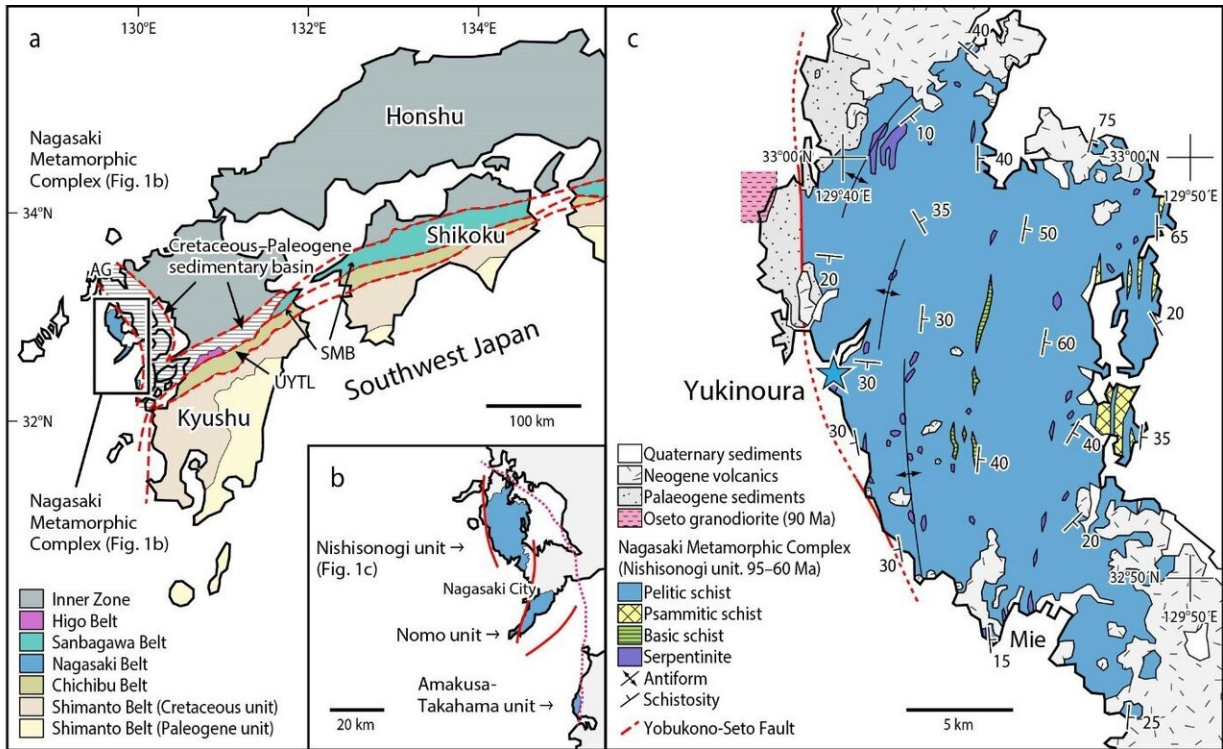 a
130°E
132°E
134°E
Honshu
Nagasaki
Metamorphic
Complex (Fig. 1b)
34°N
Cretaceous–Paleogene
sedimentary basin
Shikoku
AG
SMB
UYTL
Southwest Japan
100 km
32°N
Kyushu
Nagasaki
Metamorphic
Complex (Fig. 1b)
Inner Zone
Higo Belt
Sanbagawa Belt
Nagasaki Belt
Chichibu Belt
Shimanto Belt (Cretaceous unit)
Shimanto Belt (Paleogene unit)
b
Nishisonogi unit →
(Fig. 1c)
Nagasaki City
Nomo unit →
Amakusa-
Takahama unit →
20 km
c
40
75
10
33°00´N
40
33°00´N
129°40´E
129°50´E
35
50
65
20
30
20
60
30
Yukinoura
30
40
35
40
20
30
32°50´N
129°50´E
Mie
15
25
Quaternary sediments
Neogene volcanics
Palaeogene sediments
Oseto granodiorite (90 Ma)
Nagasaki Metamorphic Complex
(Nishisonogi unit. 95–60 Ma)
Pelitic schist
Psammitic schist
Basic schist
Serpentinite
Antiform
Schistosity
Yobukono-Seto Fault
5 km